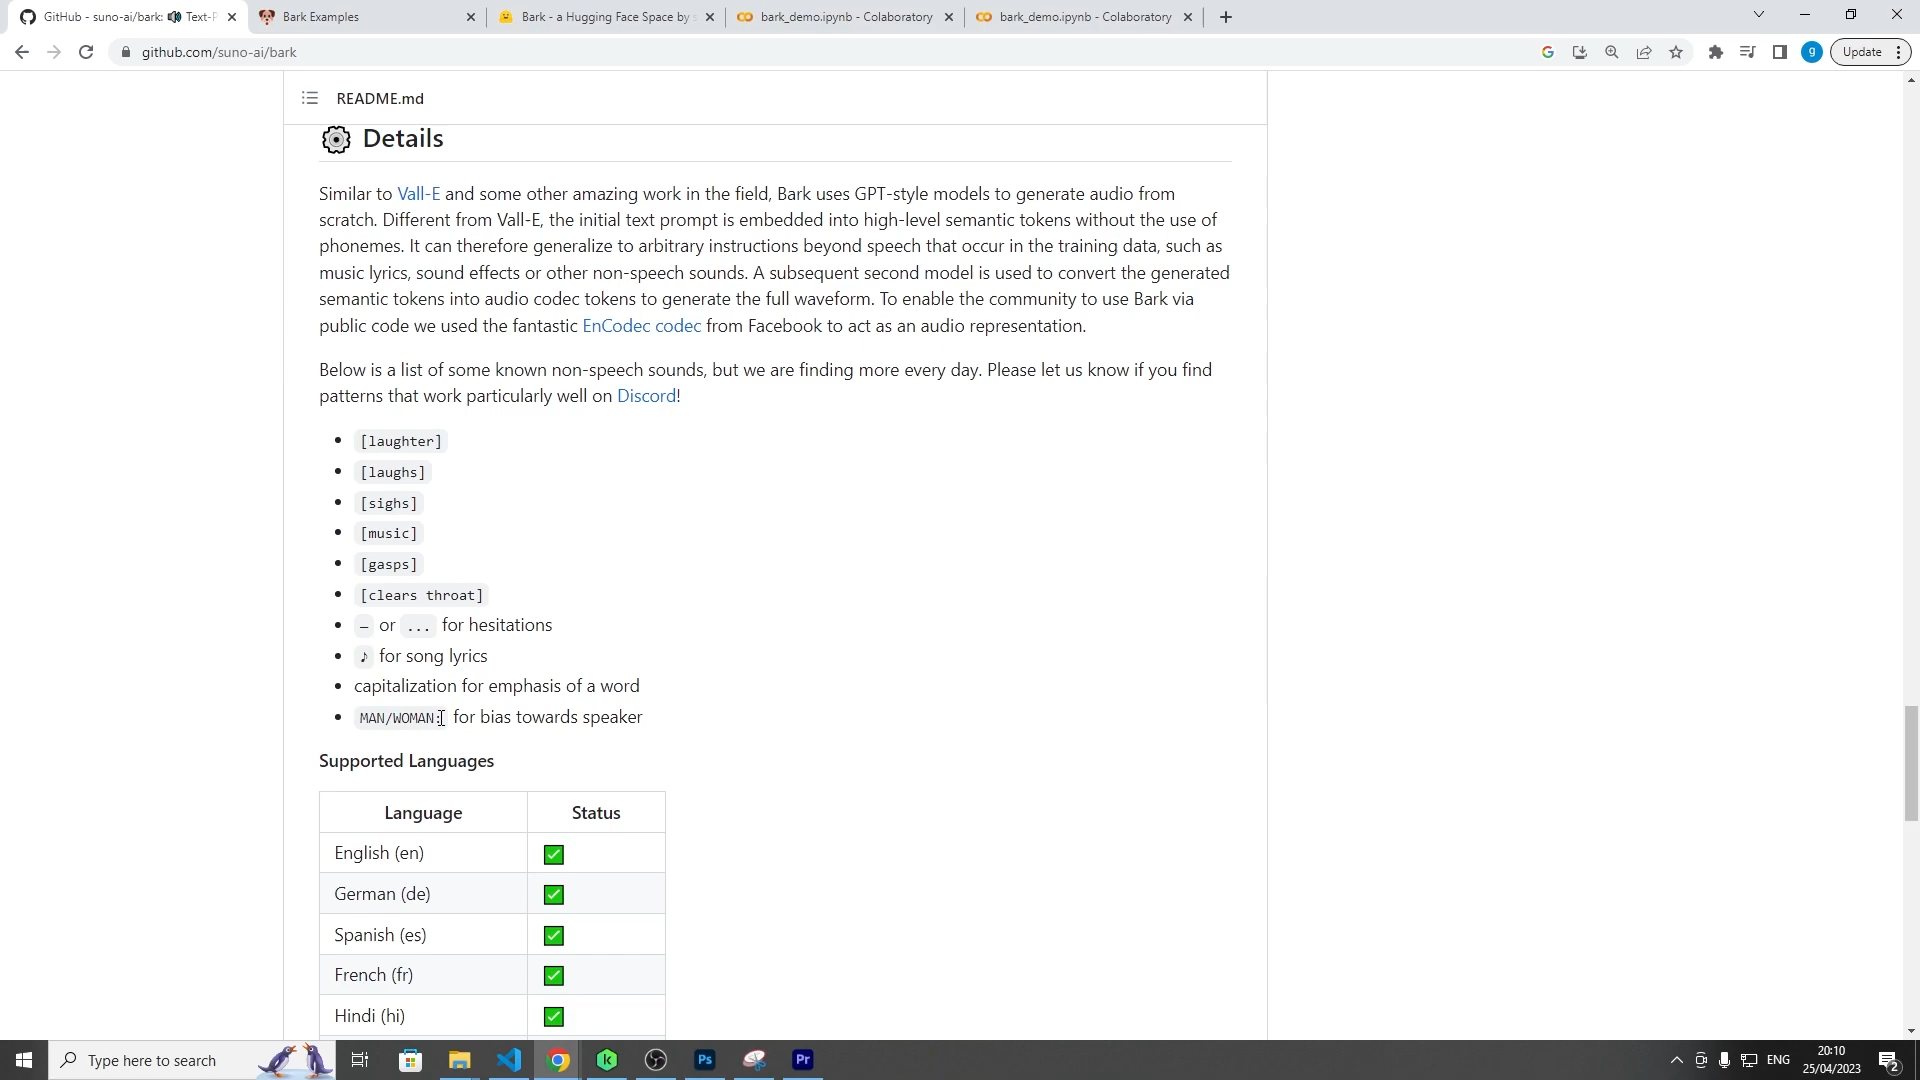 GitHub - suno-ai/bark: 🔊 Text-P
Bark Examples
Bark - a Hugging Face Space by s
bark_demo.ipynb - Colaboratory
bark_demo.ipynb - Colaboratory
github.com/suno-ai/bark
g
Update
README.md
Details
Similar to Vall-E and some other amazing work in the field, Bark uses GPT-style models to generate audio from
scratch. Different from Vall-E, the initial text prompt is embedded into high-level semantic tokens without the use of
phonemes. It can therefore generalize to arbitrary instructions beyond speech that occur in the training data, such as
music lyrics, sound effects or other non-speech sounds. A subsequent second model is used to convert the generated
semantic tokens into audio codec tokens to generate the full waveform. To enable the community to use Bark via
public code we used the fantastic EnCodec codec from Facebook to act as an audio representation.
Below is a list of some known non-speech sounds, but we are finding more every day. Please let us know if you find
patterns that work particularly well on Discord!
• [laughter]
• [laughs]
• [sighs]
• [music]
• [gasps]
• [clears throat]
• — or ... for hesitations
• ♪ for song lyrics
• capitalization for emphasis of a word
• MAN/WOMAN: for bias towards speaker
Supported Languages
Language Status
English (en) ✅
German (de) ✅
Spanish (es) ✅
French (fr) ✅
Hindi (hi) ✅
Type here to search
Ps
Pr
ENG
20:10
25/04/2023
2